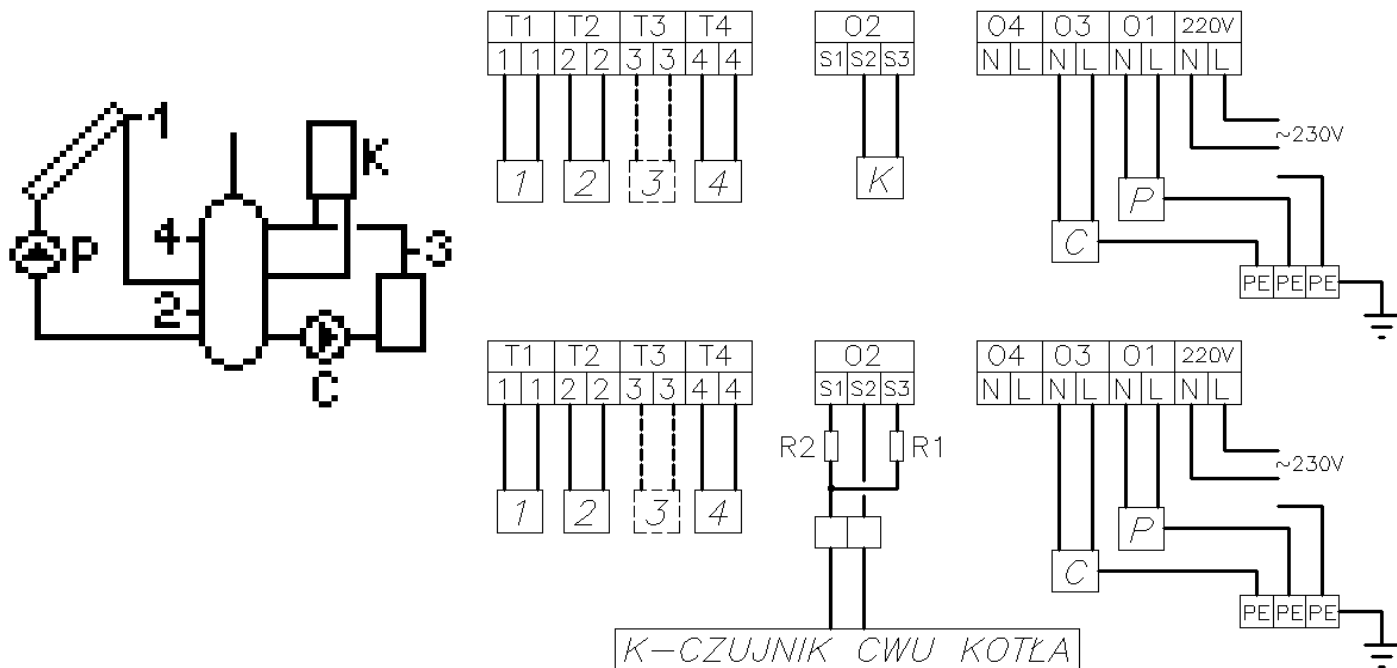 T1 T2 T3 T4 O2 O4 O3 O1 220V
1 1 2 2 3 3 4 4 S1 S2 S3 N L N L N L N L
~230V
1 2 3 4 K P
C
PE PE PE
1
K
4 3
P
2
C
T1 T2 T3 T4 O2 O4 O3 O1 220V
1 1 2 2 3 3 4 4 S1 S2 S3 N L N L N L N L
R2 R1 ~230V
1 2 3 4 P
C
PE PE PE
K-CZUJNIK CWU KOTŁA